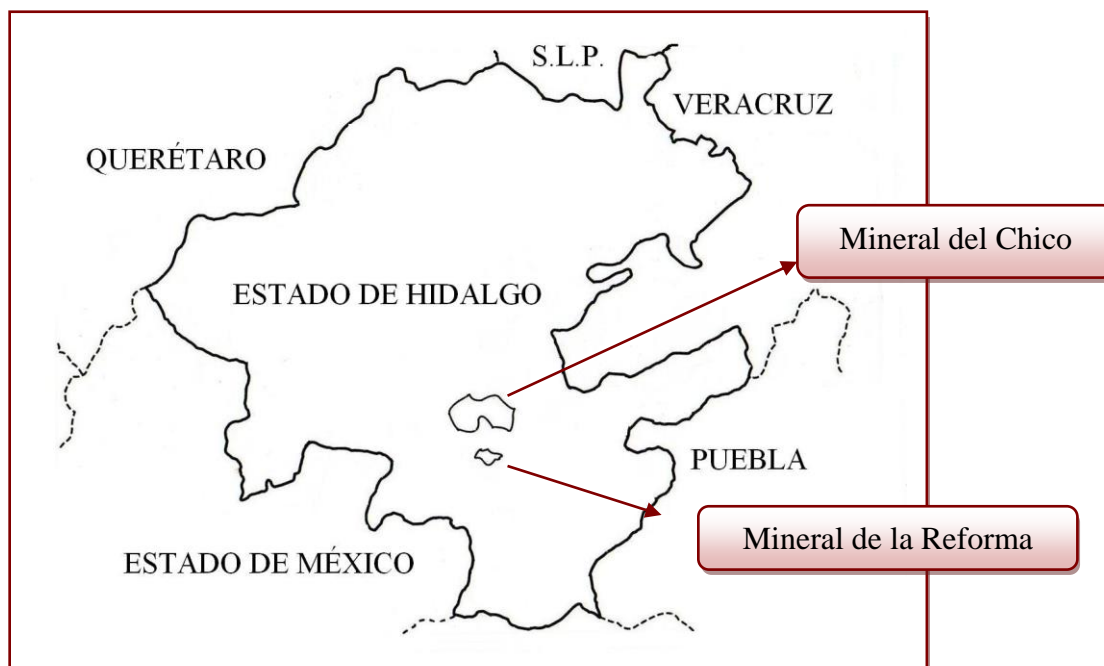 S.L.P.
VERACRUZ
QUERÉTARO
Mineral del Chico
ESTADO DE HIDALGO
PUEBLA
Mineral de la Reforma
ESTADO DE MÉXICO